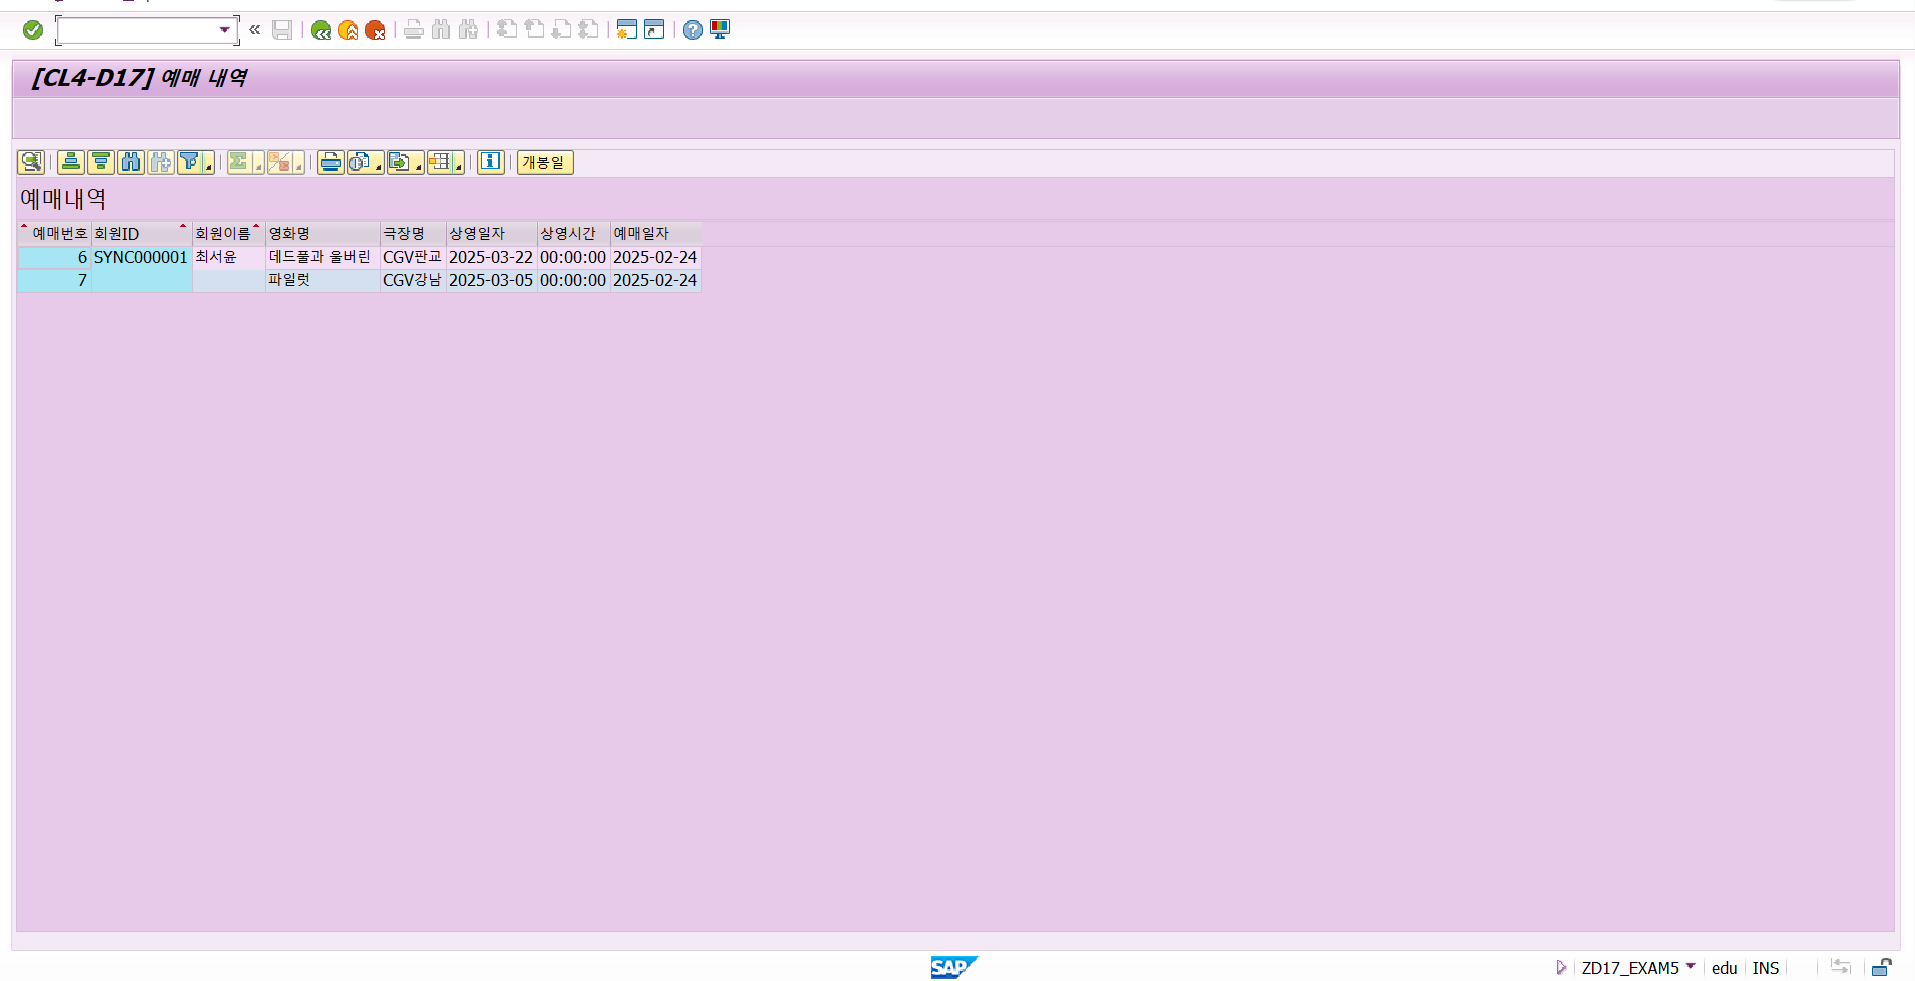 [CL4-D17] 예매 내역
개봉일
예매내역
예매번호 회원ID 회원이름 영화명 극장명 상영일자 상영시간 예매일자
6 SYNC000001 최서윤 데드풀과 울버린 CGV판교 2025-03-22 00:00:00 2025-02-24
7 파일럿 CGV강남 2025-03-05 00:00:00 2025-02-24
SAP
ZD17_EXAM5 edu INS